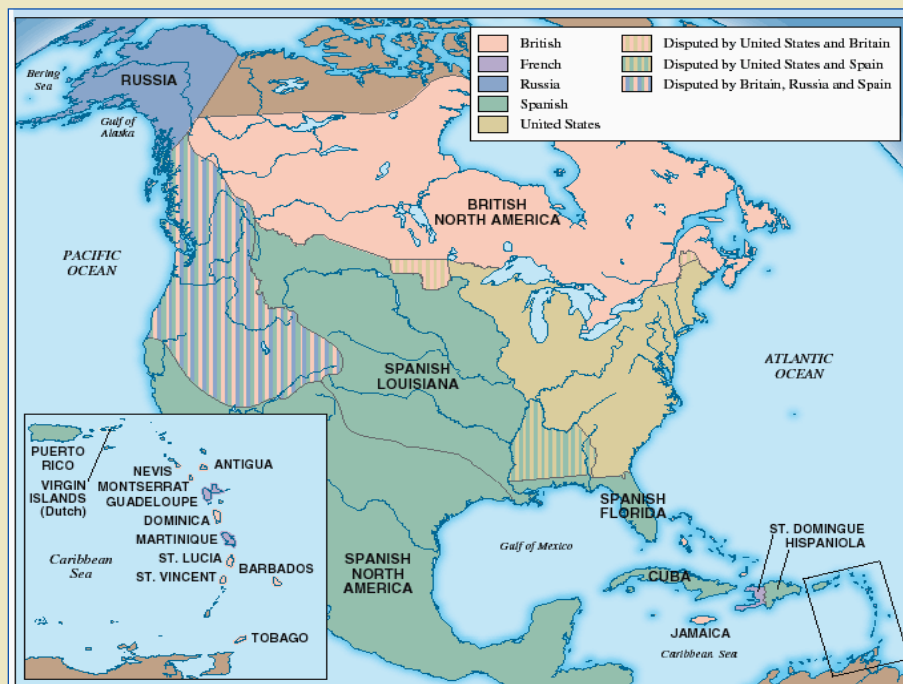 British
French
Russia
Spanish
United States
Disputed by United States and Britain
Disputed by United States and Spain
Disputed by Britain, Russia and Spain
Bering
Sea
RUSSIA
Gulf of
Alaska
BRITISH
NORTH AMERICA
PACIFIC
OCEAN
ATLANTIC
OCEAN
SPANISH
LOUISIANA
SPANISH
FLORIDA
Gulf of Mexico
SPANISH
NORTH
AMERICA
CUBA
ST. DOMINGUE
HISPANIOLA
JAMAICA
Caribbean Sea
PUERTO
RICO
VIRGIN
ISLANDS
(Dutch)
NEVIS
ANTIGUA
MONTSERRAT
GUADELOUPE
DOMINICA
MARTINIQUE
ST. LUCIA
BARBADOS
ST. VINCENT
Caribbean
Sea
TOBAGO